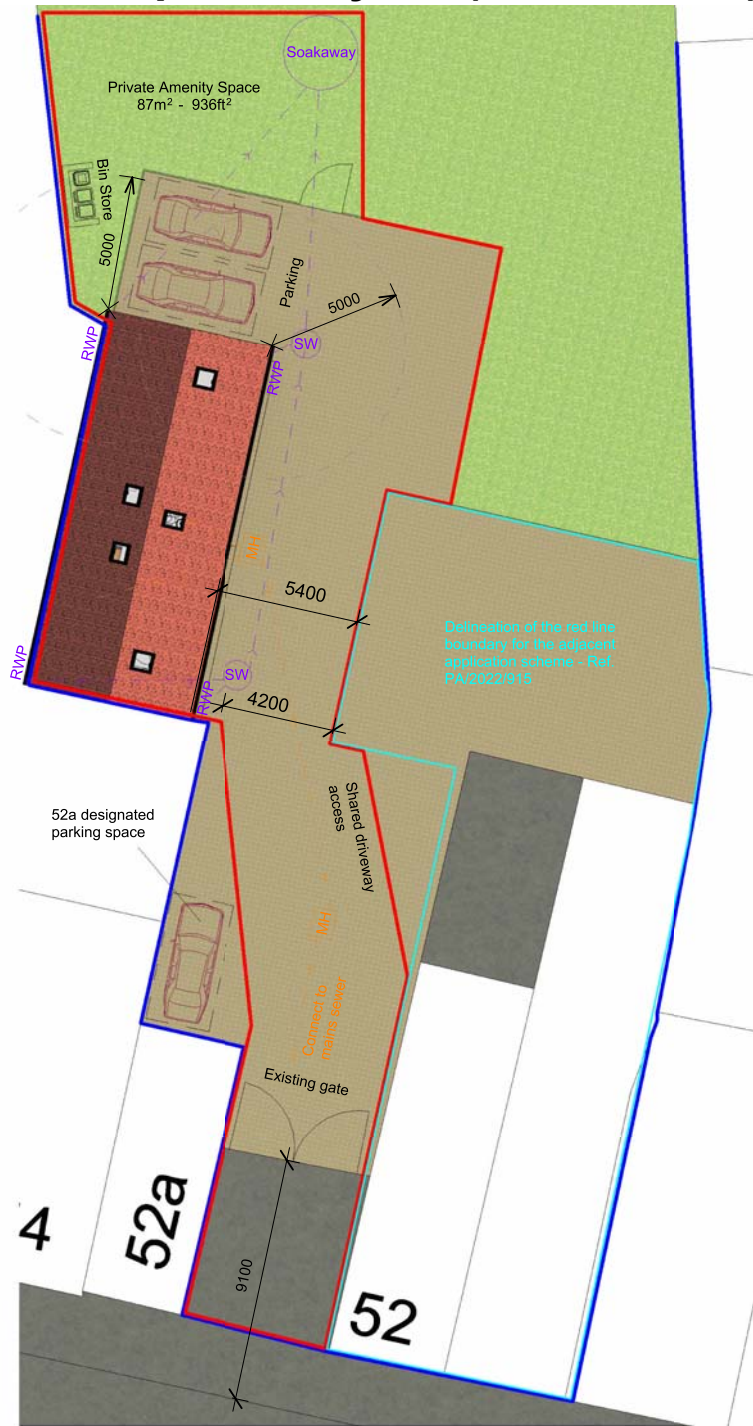 Soakaway
Private Amenity Space
87m² - 936ft²
Bin Store
5000
Parking
5000
RWP
SW
RWP
MH
5400
Delineation of the red line
boundary for the adjacent
application scheme - Ref
PA/2022/915
RWP
SW
RWP
4200
Shared driveway
access
52a designated
parking space
MH
Connect to
mains sewer
Existing gate
4
52a
9100
52